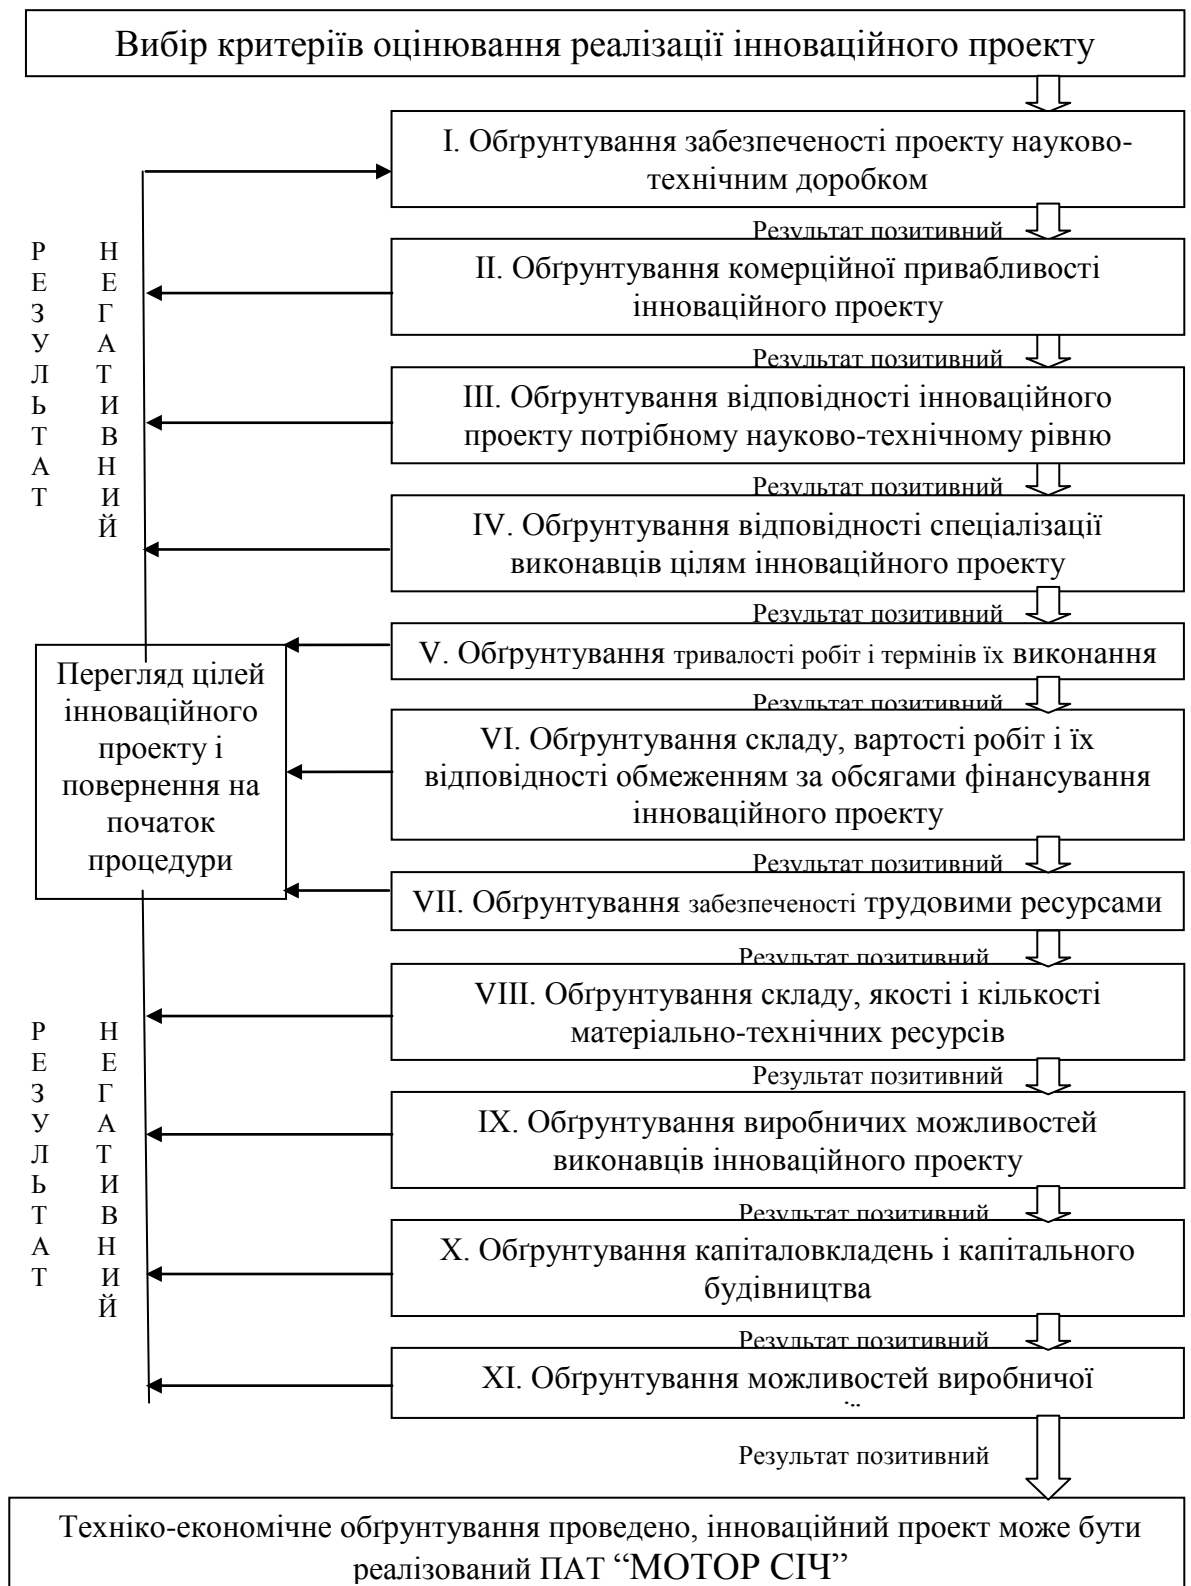 Вибір критеріїв оцінювання реалізації інноваційного проекту
І. Обґрунтування забезпеченості проекту науково-
технічним доробком
Результат позитивний
ІІ. Обґрунтування комерційної привабливості
інноваційного проекту
Результат позитивний
ІІІ. Обґрунтування відповідності інноваційного
проекту потрібному науково-технічному рівню
Результат позитивний
IV. Обґрунтування відповідності спеціалізації
виконавців цілям інноваційного проекту
Результат позитивний
V. Обґрунтування тривалості робіт і термінів їх виконання
Результат позитивний
VI. Обґрунтування складу, вартості робіт і їх
відповідності обмеженням за обсягами фінансування
інноваційного проекту
Результат позитивний
VII. Обґрунтування забезпеченості трудовими ресурсами
Результат позитивний
VIII. Обґрунтування складу, якості і кількості
матеріально-технічних ресурсів
Результат позитивний
IX. Обґрунтування виробничих можливостей
виконавців інноваційного проекту
Результат позитивний
X. Обґрунтування капіталовкладень і капітального
будівництва
Результат позитивний
XI. Обґрунтування можливостей виробничої
Результат позитивний
РЕЗУЛЬТАТ
НЕГАТИВНИЙ
Перегляд цілей
інноваційного
проекту і
повернення на
початок
процедури
РЕЗУЛЬТАТ
НЕГАТИВНИЙ
Техніко-економічне обґрунтування проведено, інноваційний проект може бути
реалізований ПАТ “МОТОР СІЧ”